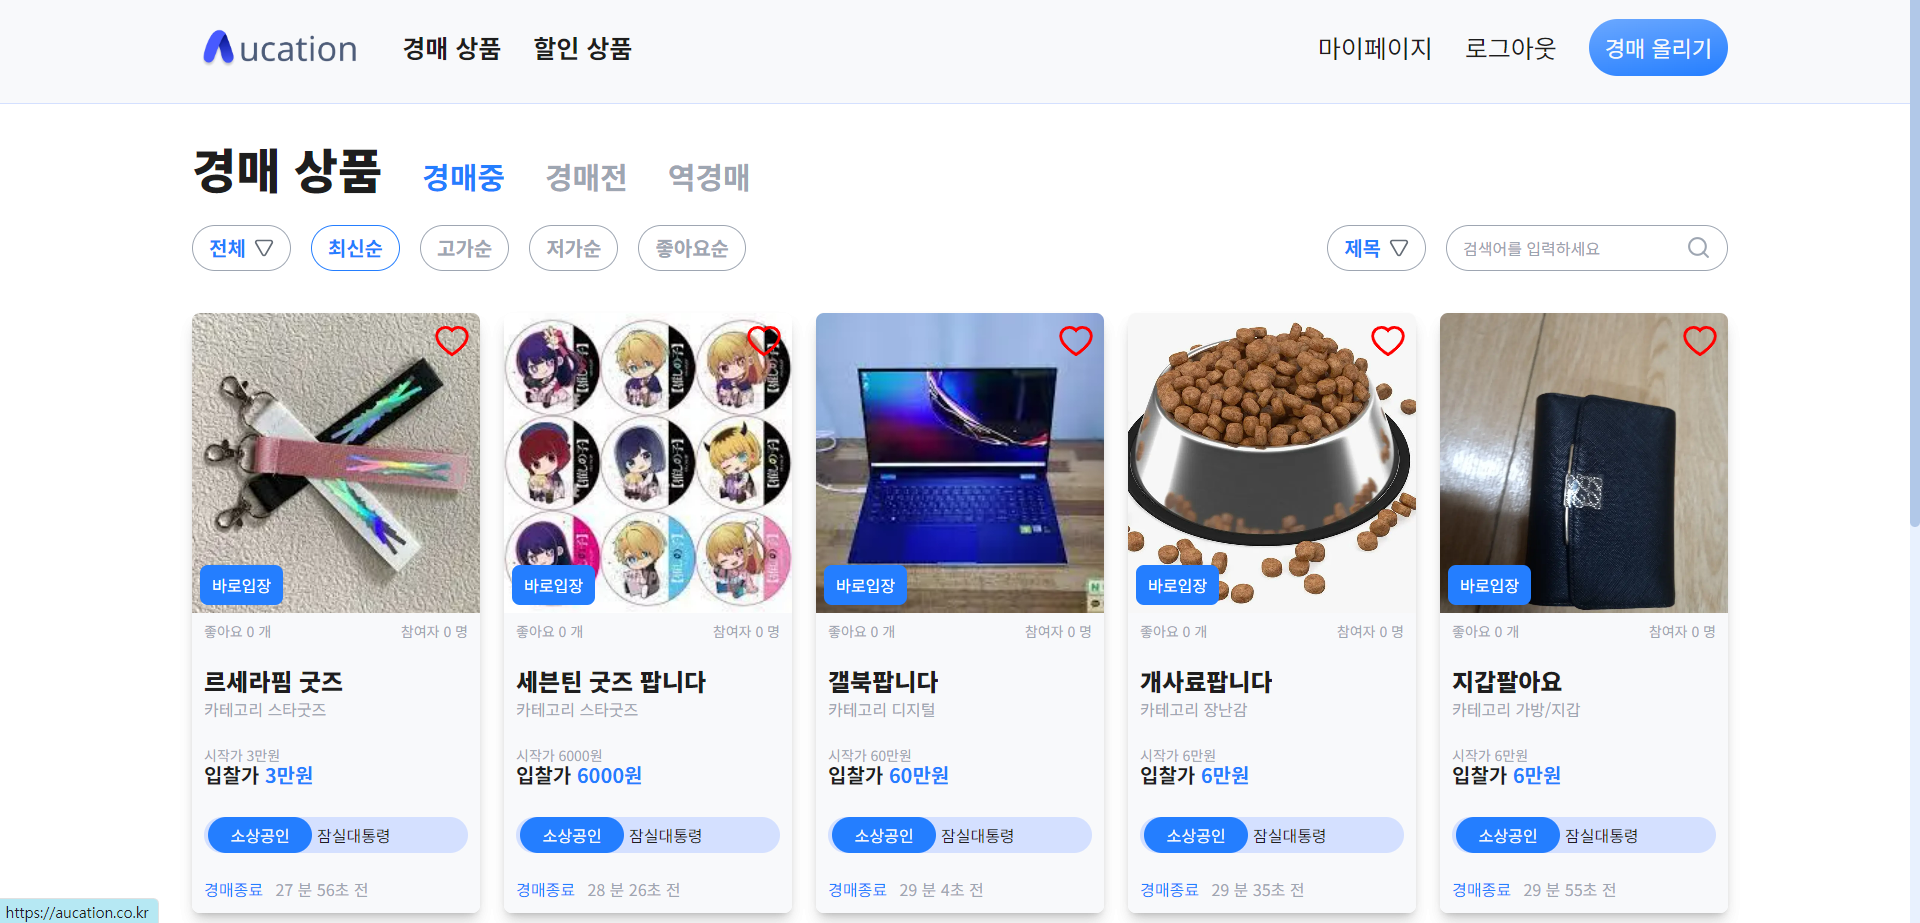 Aucation
경매 상품
할인 상품
마이페이지
로그아웃
경매 올리기
경매 상품
경매중
경매전
역경매
전체
최신순
고가순
저가순
좋아요순
제목
검색어를 입력하세요
바로입장
좋아요 0 개
참여자 0 명
르세라핌 굿즈
카테고리 스타굿즈
시작가 3만원
입찰가 3만원
소상공인 잠실대통령
경매종료 27 분 56초 전
바로입장
좋아요 0 개
참여자 0 명
세븐틴 굿즈 팝니다
카테고리 스타굿즈
시작가 6000원
입찰가 6000원
소상공인 잠실대통령
경매종료 28 분 26초 전
바로입장
좋아요 0 개
참여자 0 명
갤북팝니다
카테고리 디지털
시작가 60만원
입찰가 60만원
소상공인 잠실대통령
경매종료 29 분 4초 전
바로입장
좋아요 0 개
참여자 0 명
개사료팝니다
카테고리 장난감
시작가 6만원
입찰가 6만원
소상공인 잠실대통령
경매종료 29 분 35초 전
바로입장
좋아요 0 개
참여자 0 명
지갑팔아요
카테고리 가방/지갑
시작가 6만원
입찰가 6만원
소상공인 잠실대통령
경매종료 29 분 55초 전
https://aucation.co.kr